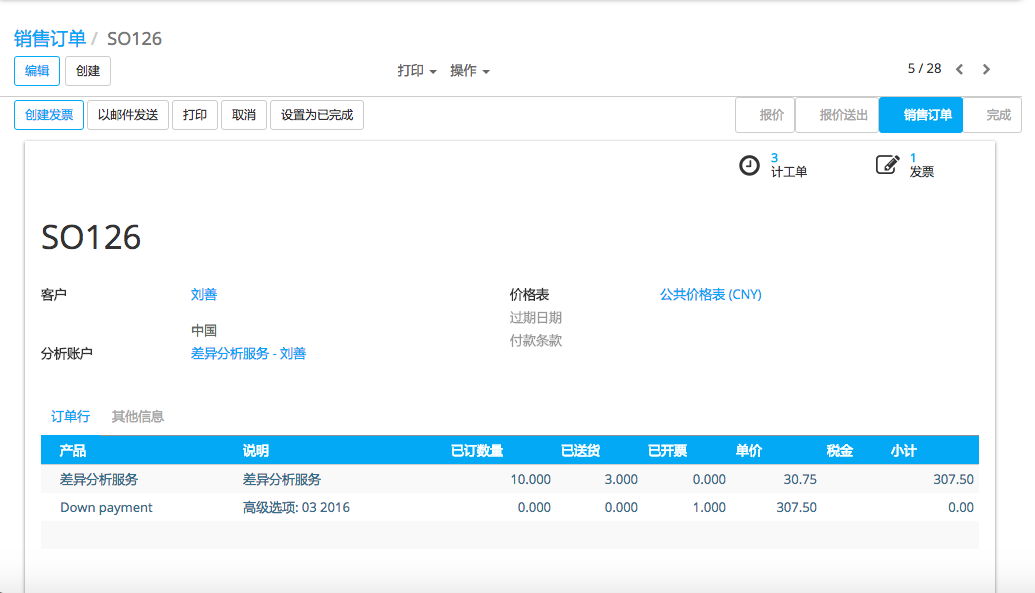 销售订单 / SO126
编辑 创建 打印 操作 5 / 28
创建发票 以邮件发送 打印 取消 设置为已完成 报价 报价送出 销售订单 完成
3 计工单 1 发票
SO126
客户 刘善 价格表 公共价格表 (CNY)
过期日期
中国
付款条款
分析账户 差异分析服务 - 刘善
订单行 其他信息
产品 说明 已订数量 已送货 已开票 单价 税金 小计
差异分析服务 差异分析服务 10.000 3.000 0.000 30.75 307.50
Down payment 高级选项: 03 2016 0.000 0.000 1.000 307.50 0.00